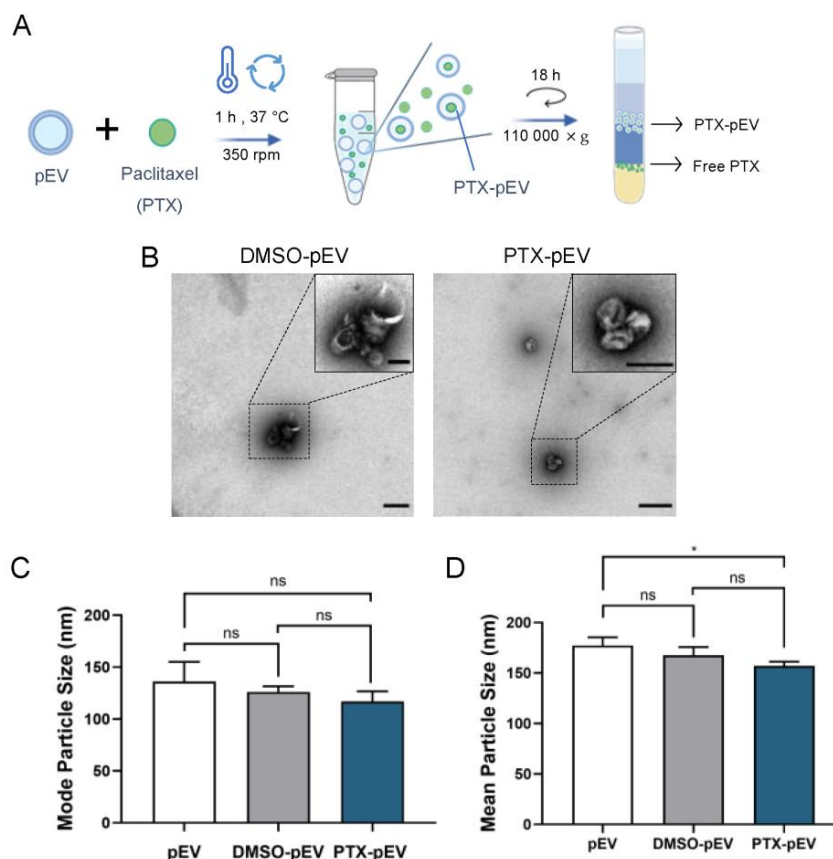 A
pEV
+
Paclitaxel
(PTX)
1 h , 37 °C
350 rpm
PTX-pEV
18 h
110 000 × g
PTX-pEV
Free PTX
B
DMSO-pEV
PTX-pEV
C
Mode Particle Size (nm)
200
150
100
50
0
ns
ns
ns
pEV
DMSO-pEV
PTX-pEV
D
Mean Particle Size (nm)
200
150
100
50
0
*
ns
ns
pEV
DMSO-pEV
PTX-pEV